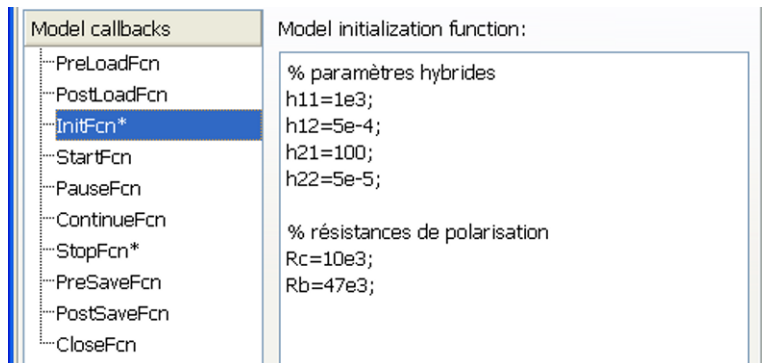 Model callbacks
PreLoadFcn
PostLoadFcn
InitFcn*
StartFcn
PauseFcn
ContinueFcn
StopFcn*
PreSaveFcn
PostSaveFcn
CloseFcn
Model initialization function:
% paramètres hybrides
h11=1e3;
h12=5e-4;
h21=100;
h22=5e-5;
% résistances de polarisation
Rc=10e3;
Rb=47e3;